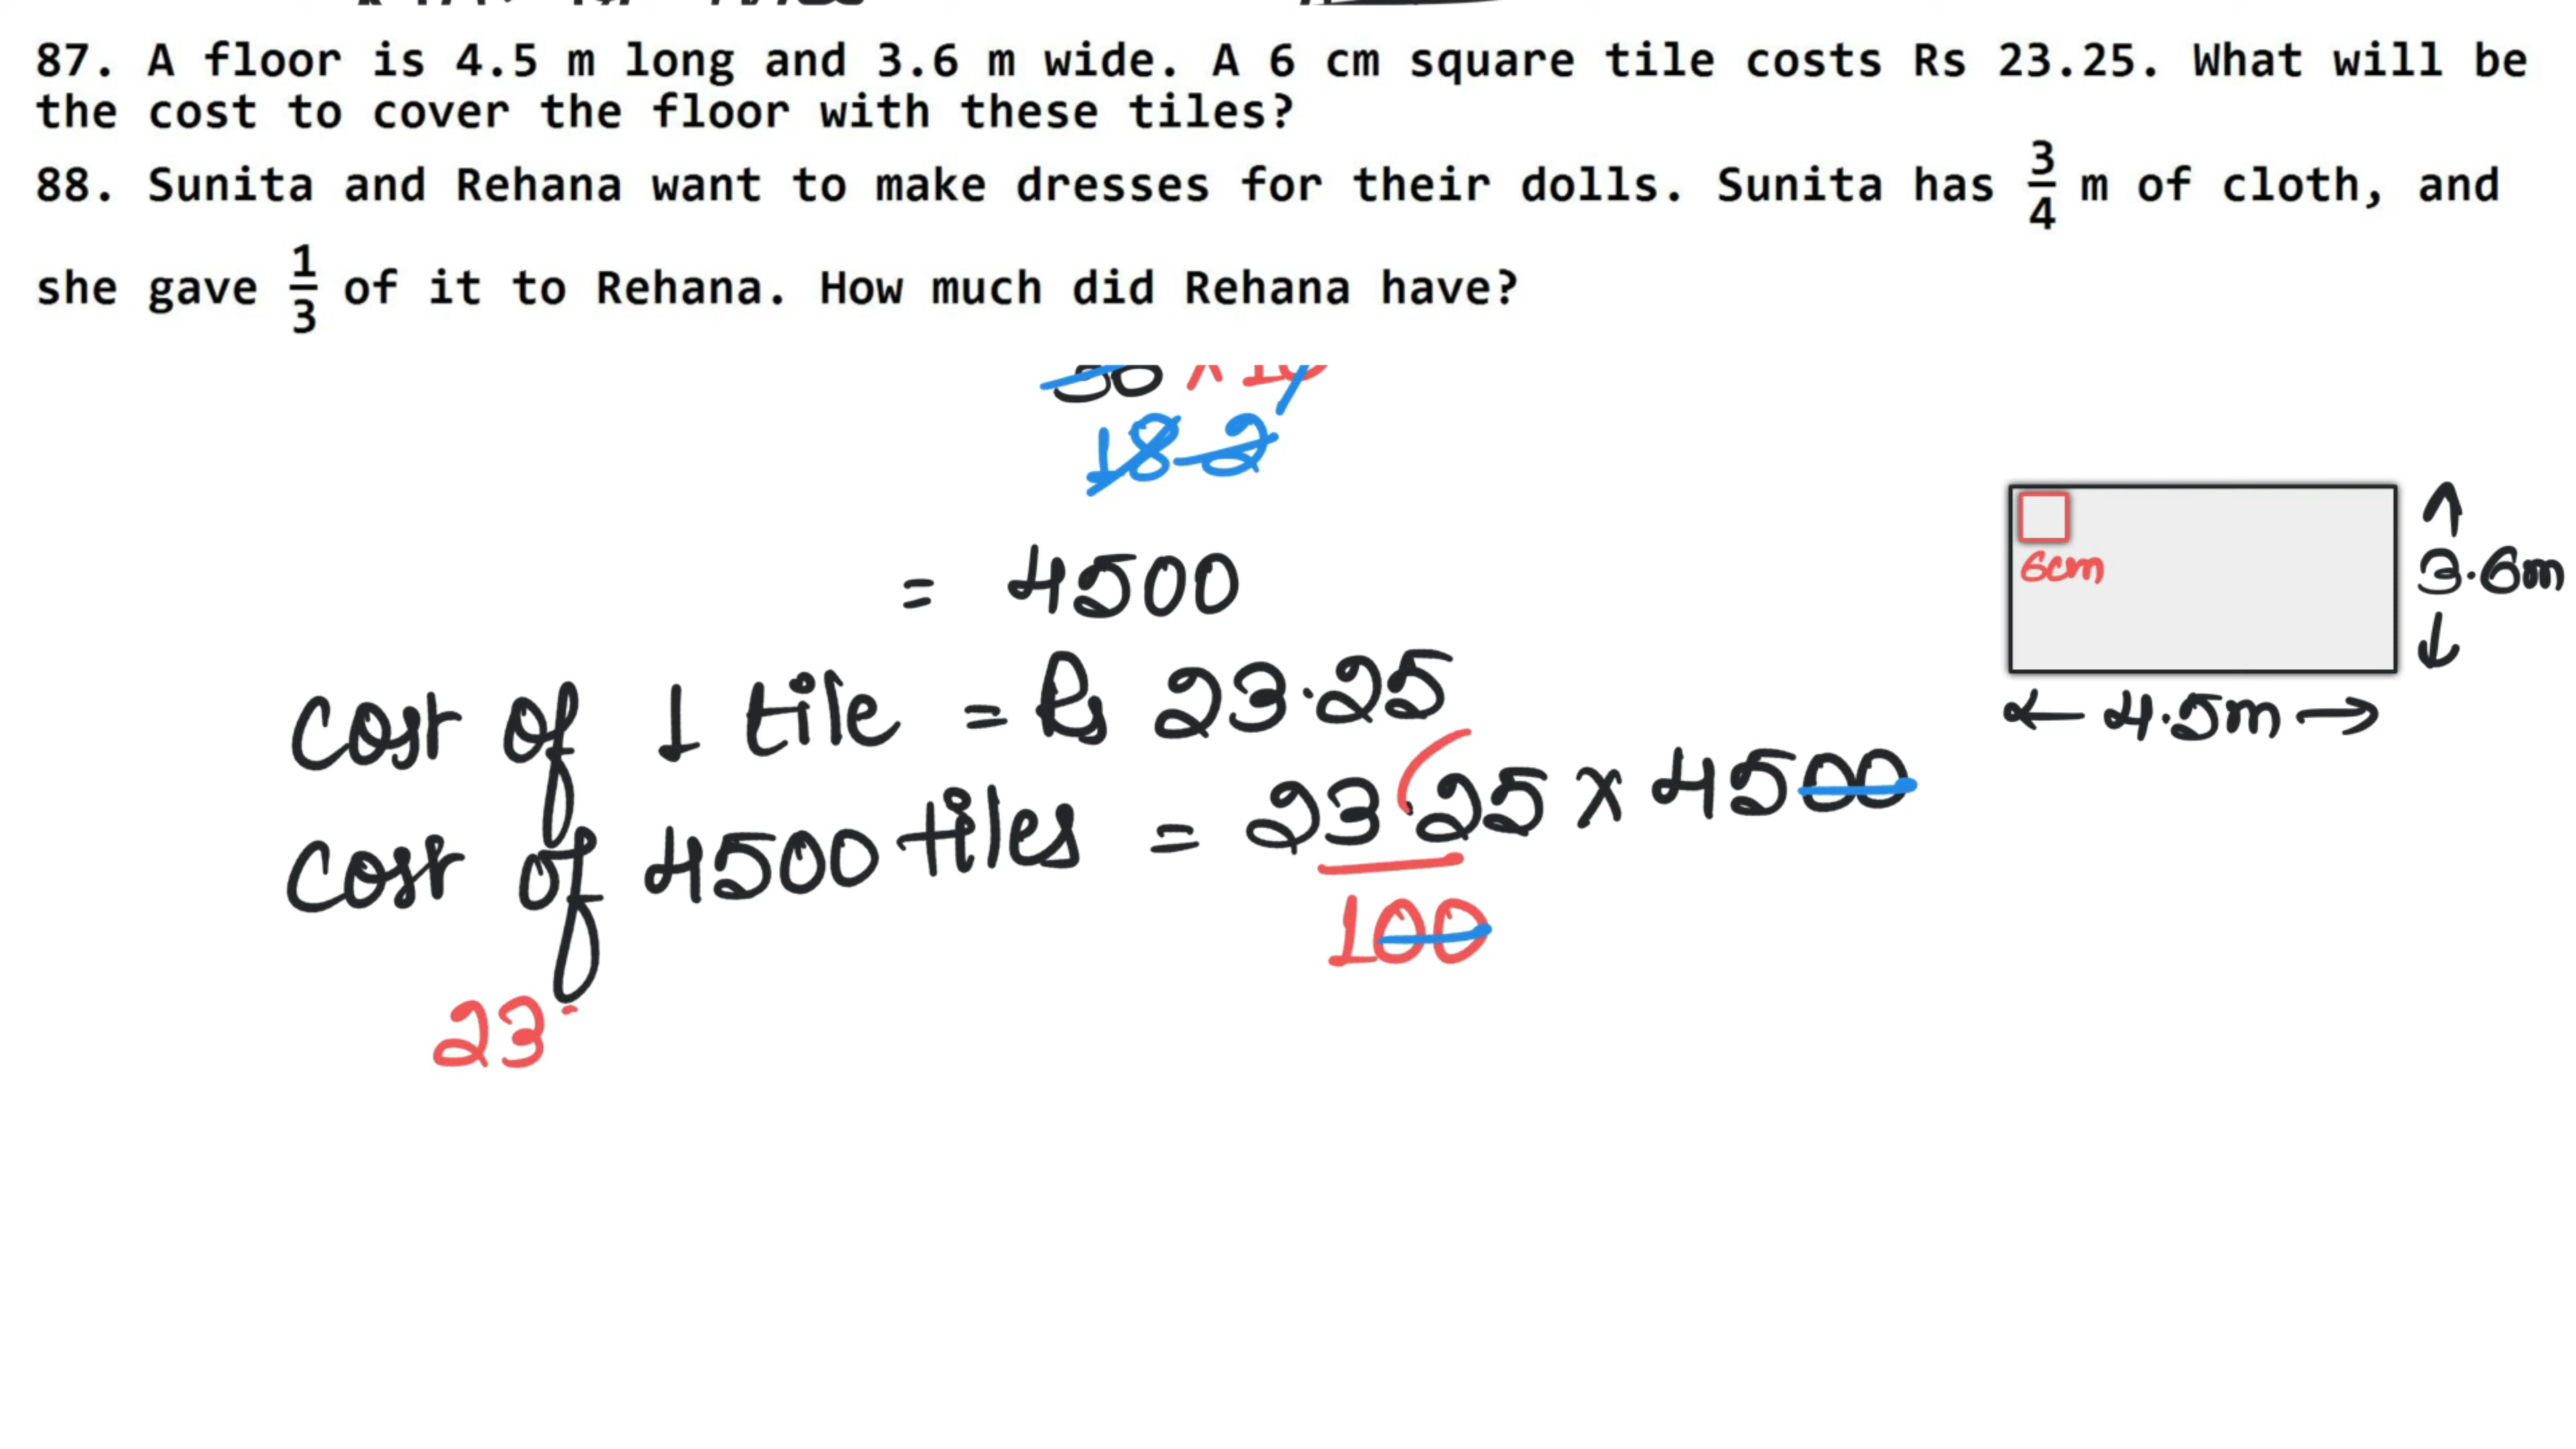 87. A floor is 4.5 m long and 3.6 m wide. A 6 cm square tile costs Rs 23.25. What will be
the cost to cover the floor with these tiles?
88. Sunita and Rehana want to make dresses for their dolls. Sunita has 3/4 m of cloth, and
she gave 1/3 of it to Rehana. How much did Rehana have?
18 2
= 4500
6cm
3.6m
cost of 1 tile = Rs 23.25
← 4.5m →
cost of 4500 tiles = 23.25 x 4500
100
23.